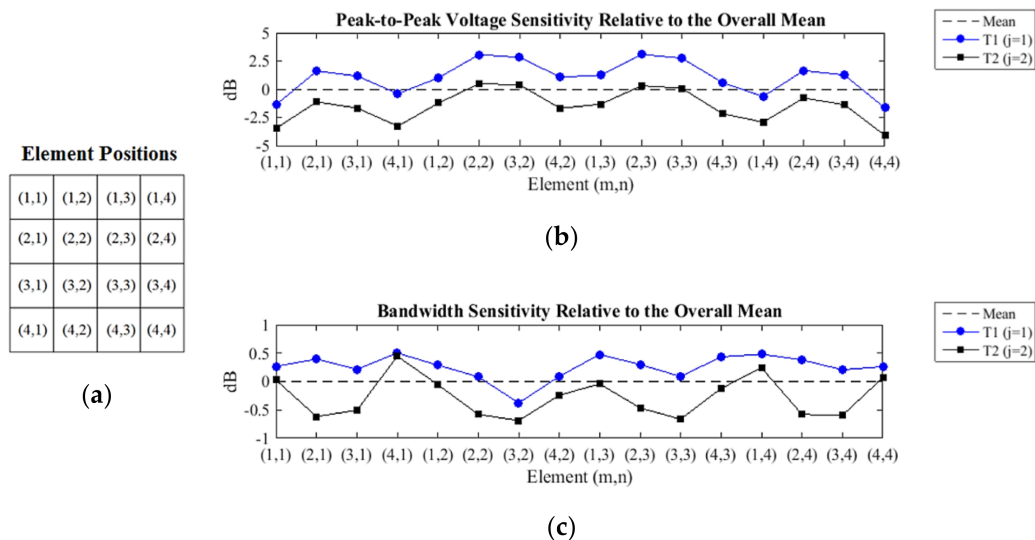 Element Positions
(1,1) (1,2) (1,3) (1,4)
(2,1) (2,2) (2,3) (2,4)
(3,1) (3,2) (3,3) (3,4)
(4,1) (4,2) (4,3) (4,4)
(a)
Peak-to-Peak Voltage Sensitivity Relative to the Overall Mean
5
2.5
0
-2.5
-5
dB
(1,1) (2,1) (3,1) (4,1) (1,2) (2,2) (3,2) (4,2) (1,3) (2,3) (3,3) (4,3) (1,4) (2,4) (3,4) (4,4)
Element (m,n)
Mean
T1 (j=1)
T2 (j=2)
(b)
Bandwidth Sensitivity Relative to the Overall Mean
1
0.5
0
-0.5
-1
dB
(1,1) (2,1) (3,1) (4,1) (1,2) (2,2) (3,2) (4,2) (1,3) (2,3) (3,3) (4,3) (1,4) (2,4) (3,4) (4,4)
Element (m,n)
Mean
T1 (j=1)
T2 (j=2)
(c)